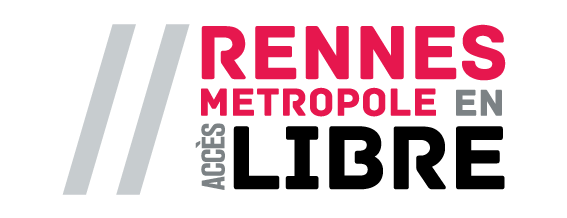 RENNES
METROPOLE EN
ACCÈS
LIBRE